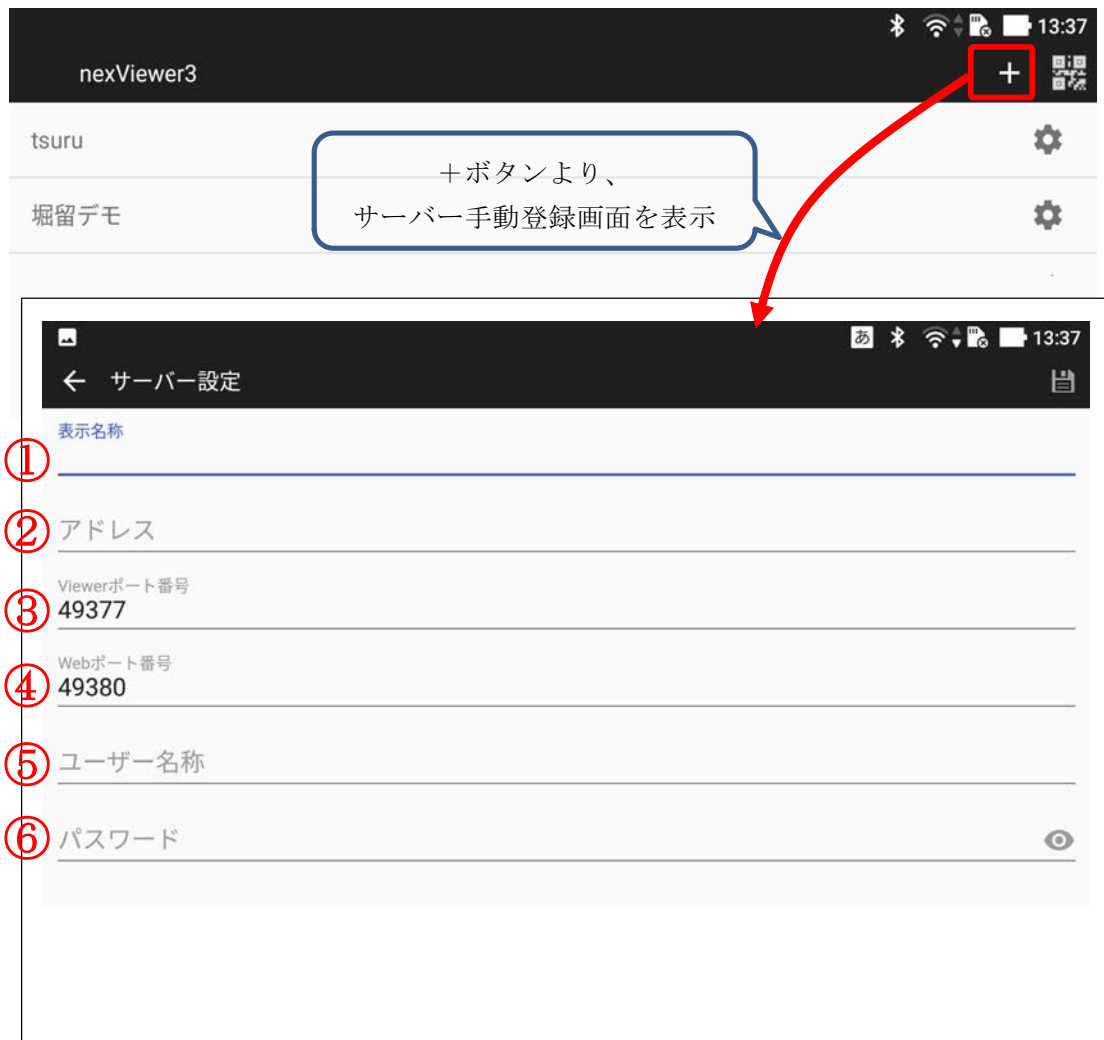 13:37
nexViewer3
+
tsuru
堀留デモ
+ボタンより、
サーバー手動登録画面を表示
あ 13:37
サーバー設定
① 表示名称
② アドレス
③ Viewerポート番号
49377
④ Webポート番号
49380
⑤ ユーザー名称
⑥ パスワード